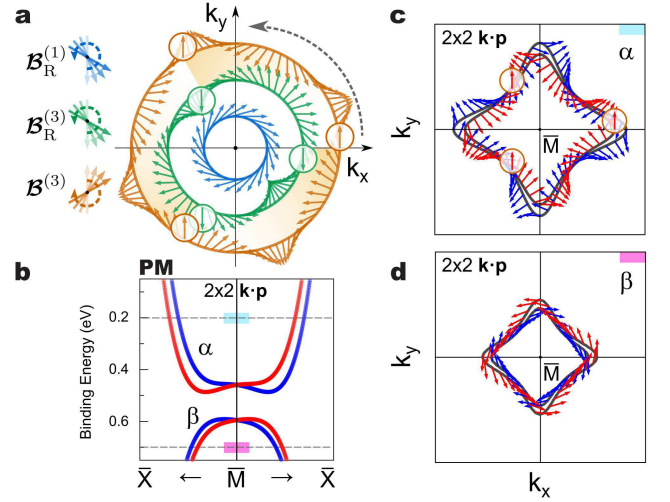 a
k_y
k_x
𝓑_R^(1)
𝓑_R^(3)
𝓑^(3)
b
PM
2x2 k·p
Binding Energy (eV)
0.2
0.4
0.6
α
β
X̄ ← M̄ → X̄
c
2x2 k·p
α
k_y
M̄
d
2x2 k·p
β
k_y
M̄
k_x